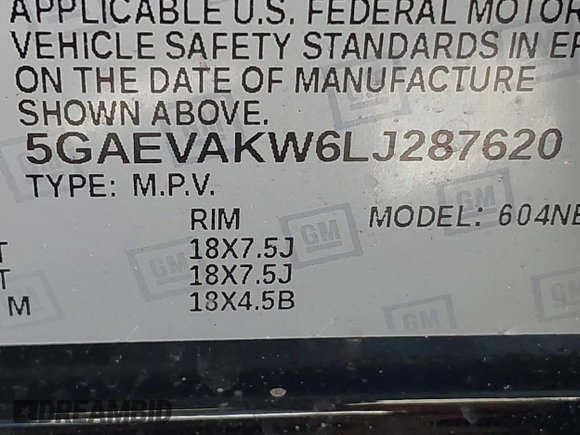 APPLICABLE U.S. FEDERAL MOTOR
VEHICLE SAFETY STANDARDS IN EF
ON THE DATE OF MANUFACTURE
SHOWN ABOVE.
5GAEVAKW6LJ287620
TYPE: M.P.V.
RIM MODEL: 604NE
T 18X7.5J
T 18X7.5J
M 18X4.5B
GM
GM
GM
GM
DREAMBID